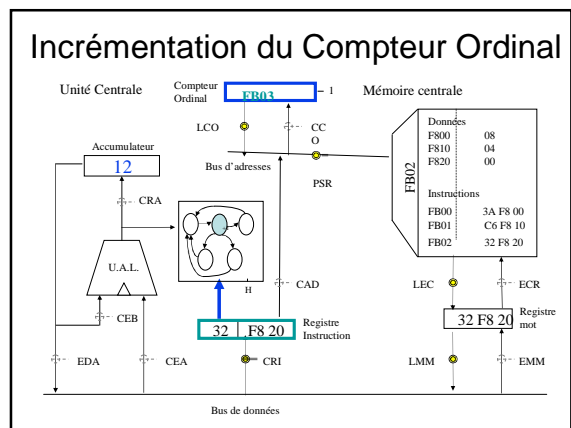 Incrémentation du Compteur Ordinal
Unité Centrale
Compteur
Ordinal
FB03
1
Mémoire centrale
LCO
CC
O
Bus d'adresses
PSR
FB02
Données
F800 08
F810 04
F820 00
Instructions
FB00 3A F8 00
FB01 C6 F8 10
FB02 32 F8 20
Accumulateur
12
CRA
U.A.L.
H
CAD
LEC
ECR
CEB
32 F8 20
Registre
Instruction
32 F8 20
Registre
mot
EDA
CEA
CRI
LMM
EMM
Bus de données